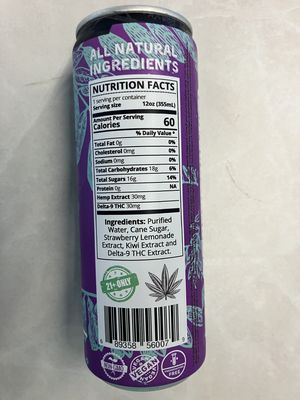 ALL NATURAL
INGREDIENTS
NUTRITION FACTS
1 serving per container
Serving size 12oz (355mL)
Amount Per Serving
Calories 60
% Daily Value *
Total Fat 0g 0%
Cholesterol 0mg 0%
Sodium 0mg 0%
Total Carbohydrates 18g 6%
Total Sugars 16g 14%
Protein 0g NA
Hemp Extract 30mg
Delta-9 THC 30mg
Ingredients: Purified
Water, Cane Sugar,
Strawberry Lemonade
Extract, Kiwi Extract and
Delta-9 THC Extract.
21+ ONLY
89358 56007
VEGAN
FREE